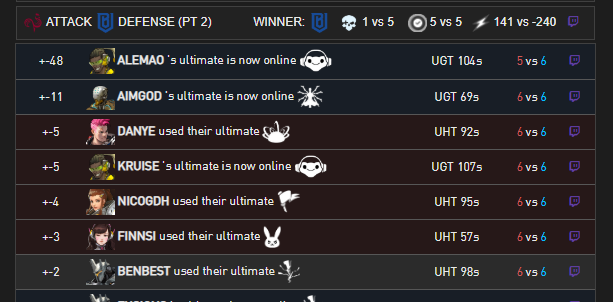 ATTACK DEFENSE (PT 2) WINNER: 1 vs 5 5 vs 5 141 vs -240
+-48 ALEMAO 's ultimate is now online UGT 104s 5 vs 6
+-11 AIMGOD 's ultimate is now online UGT 69s 6 vs 6
+-5 DANYE used their ultimate UHT 92s 6 vs 6
+-5 KRUISE 's ultimate is now online UGT 107s 6 vs 6
+-4 NICOGDH used their ultimate UHT 95s 6 vs 6
+-3 FINNSI used their ultimate UHT 57s 6 vs 6
+-2 BENBEST used their ultimate UHT 98s 6 vs 6